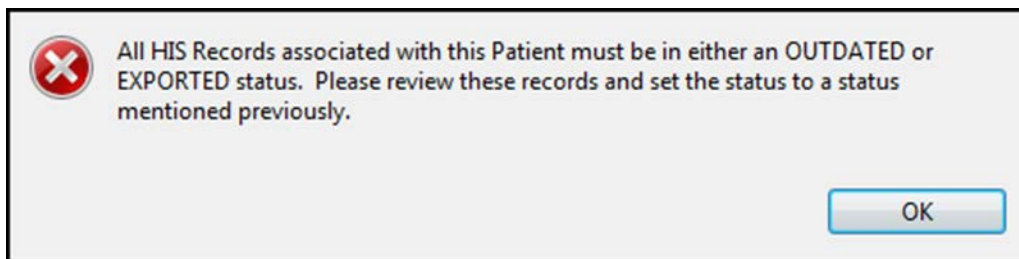 All HIS Records associated with this Patient must be in either an OUTDATED or
EXPORTED status.  Please review these records and set the status to a status
mentioned previously.
OK